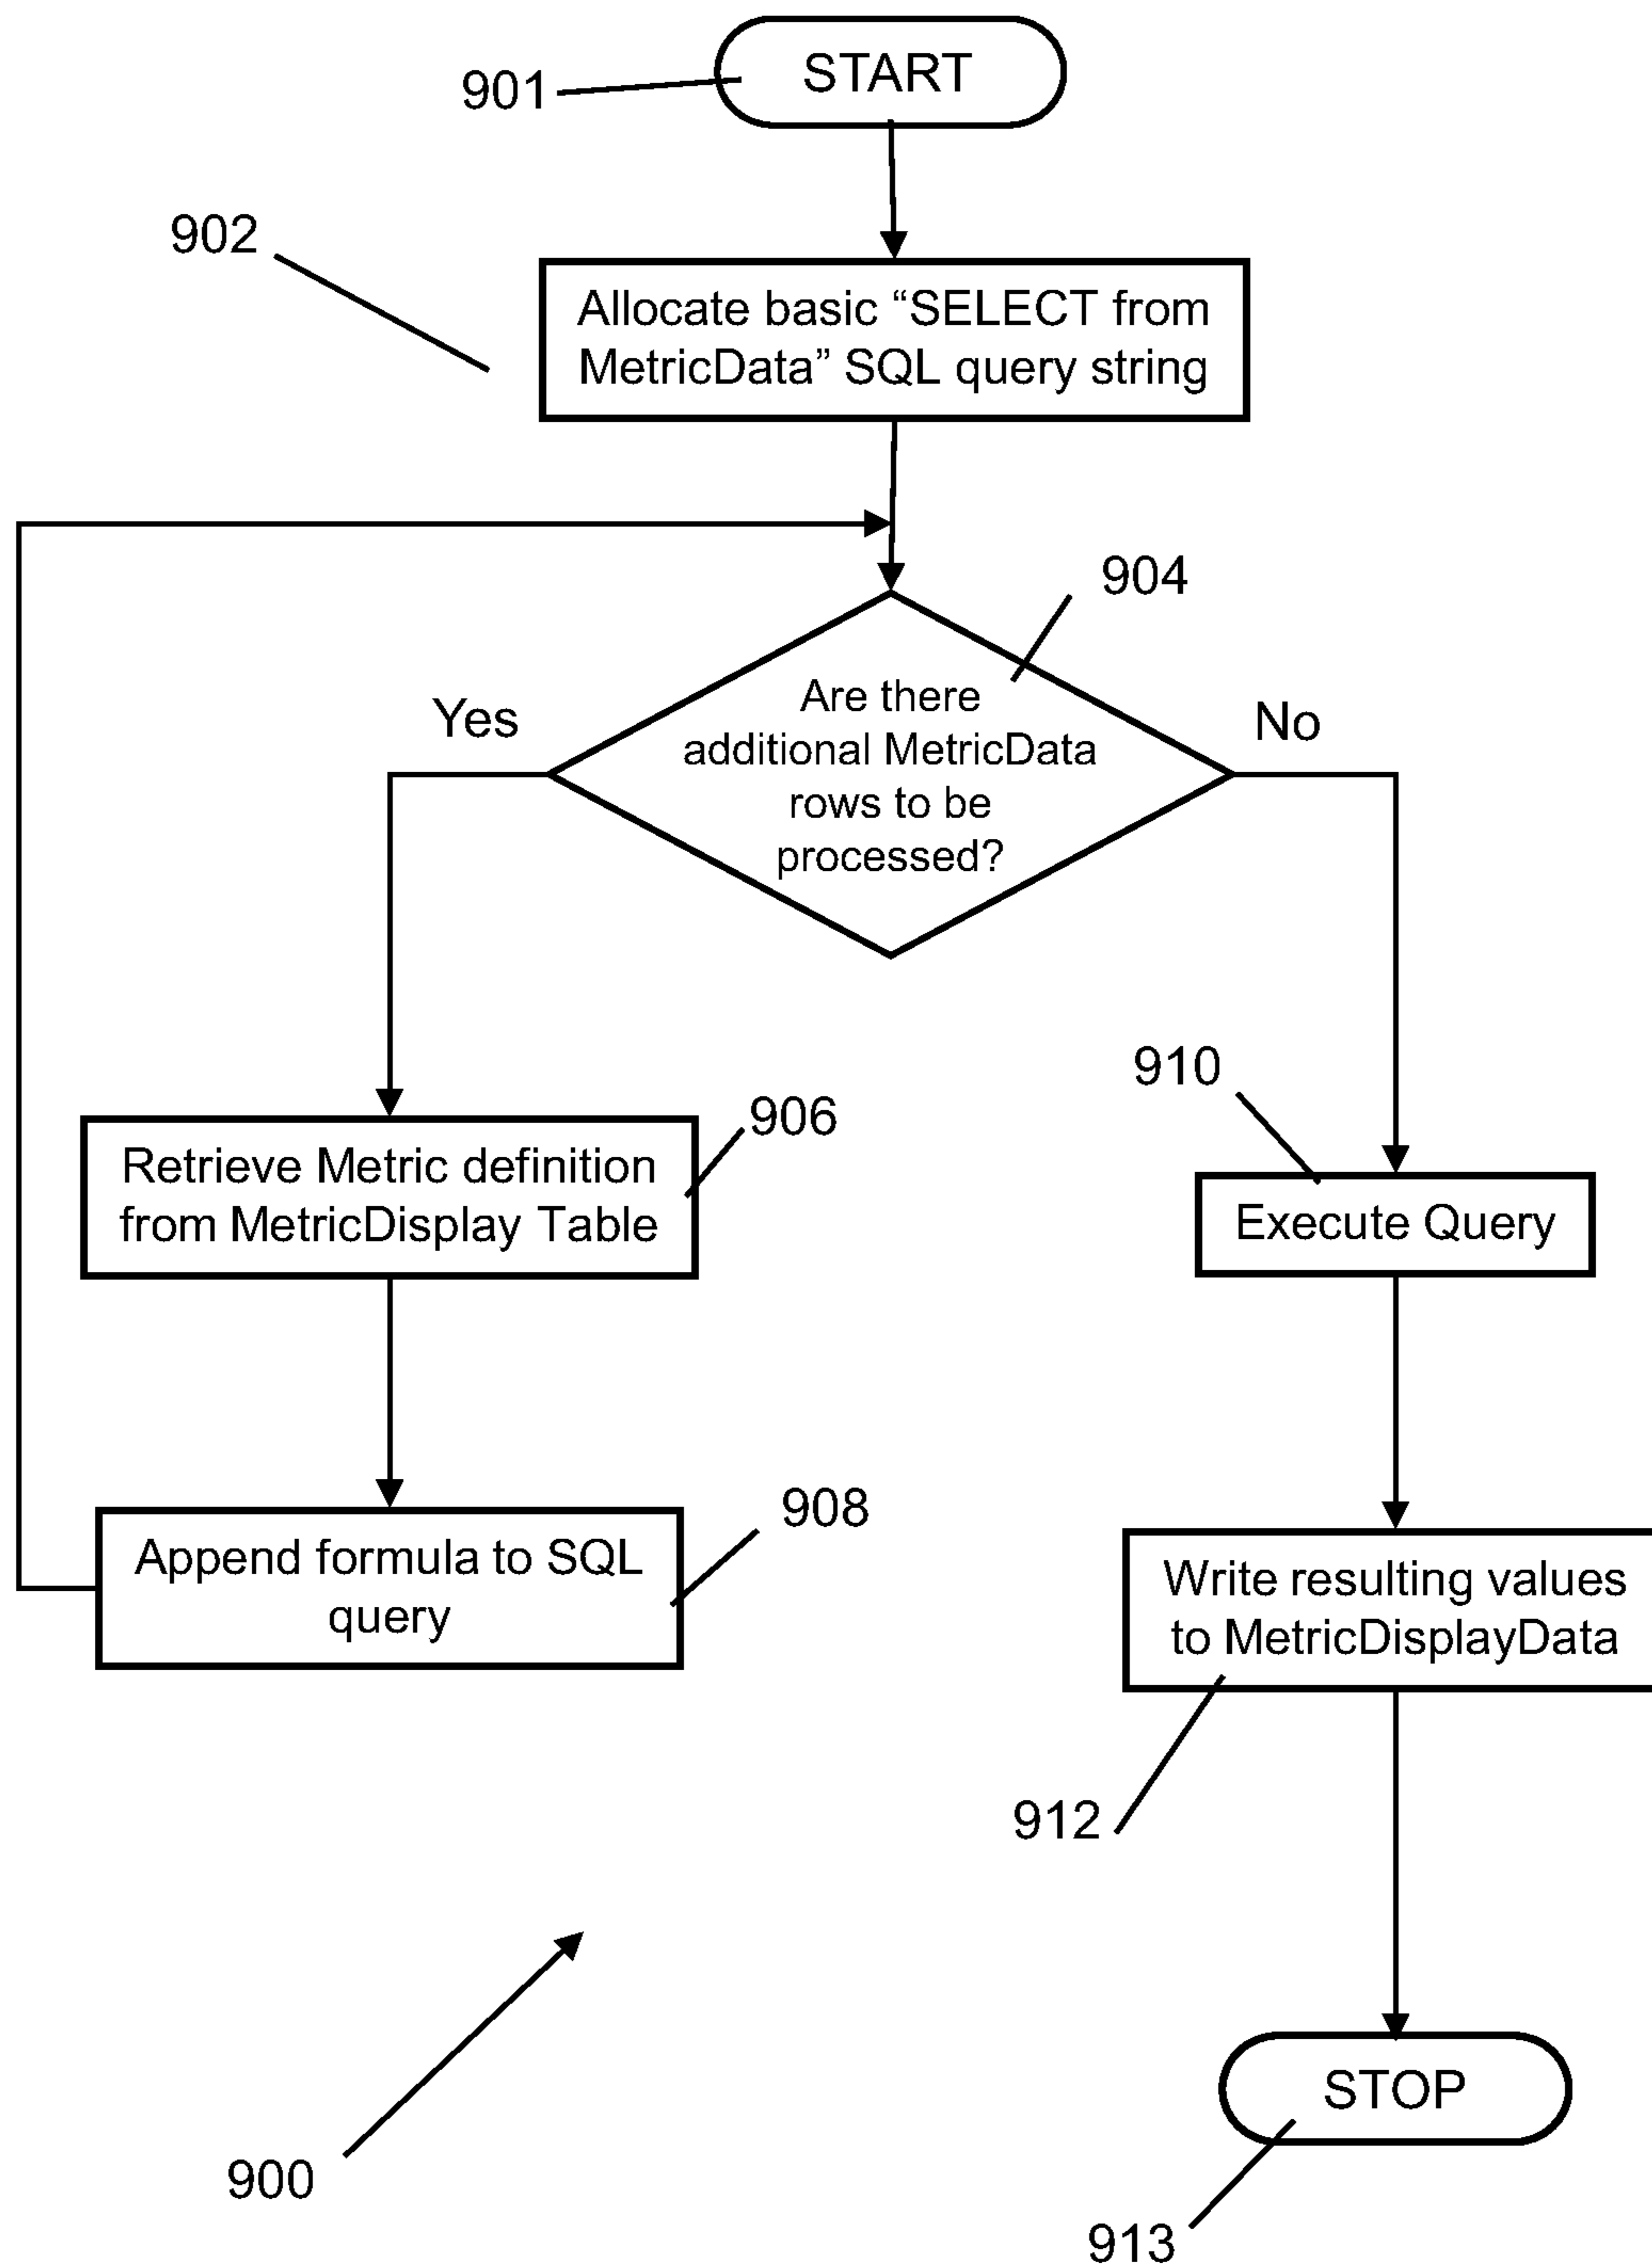 START
901
902
Allocate basic “SELECT from
MetricData” SQL query string
904
Are there
additional MetricData
rows to be
processed?
Yes
No
910
906
Retrieve Metric definition
from MetricDisplay Table
Execute Query
908
Append formula to SQL
query
Write resulting values
to MetricDisplayData
912
STOP
900
913